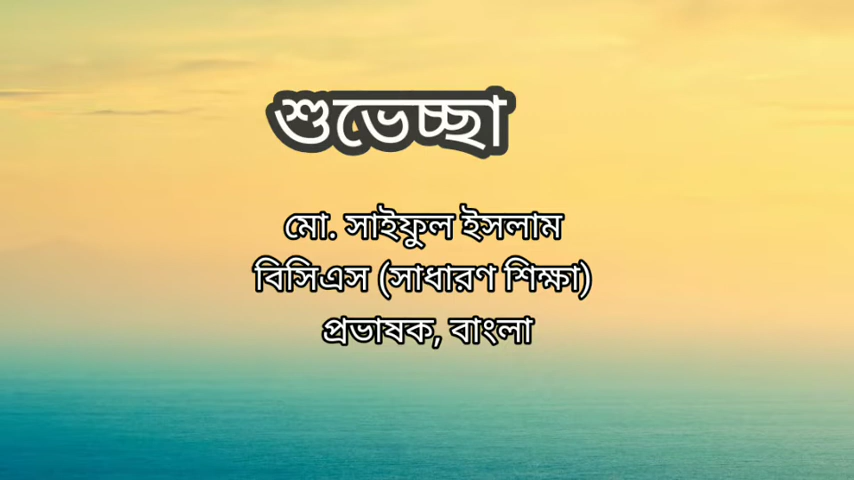 শুভেচ্ছা
মো. সাইফুল ইসলাম
বিসিএস (সাধারণ শিক্ষা)
প্রভাষক, বাংলা